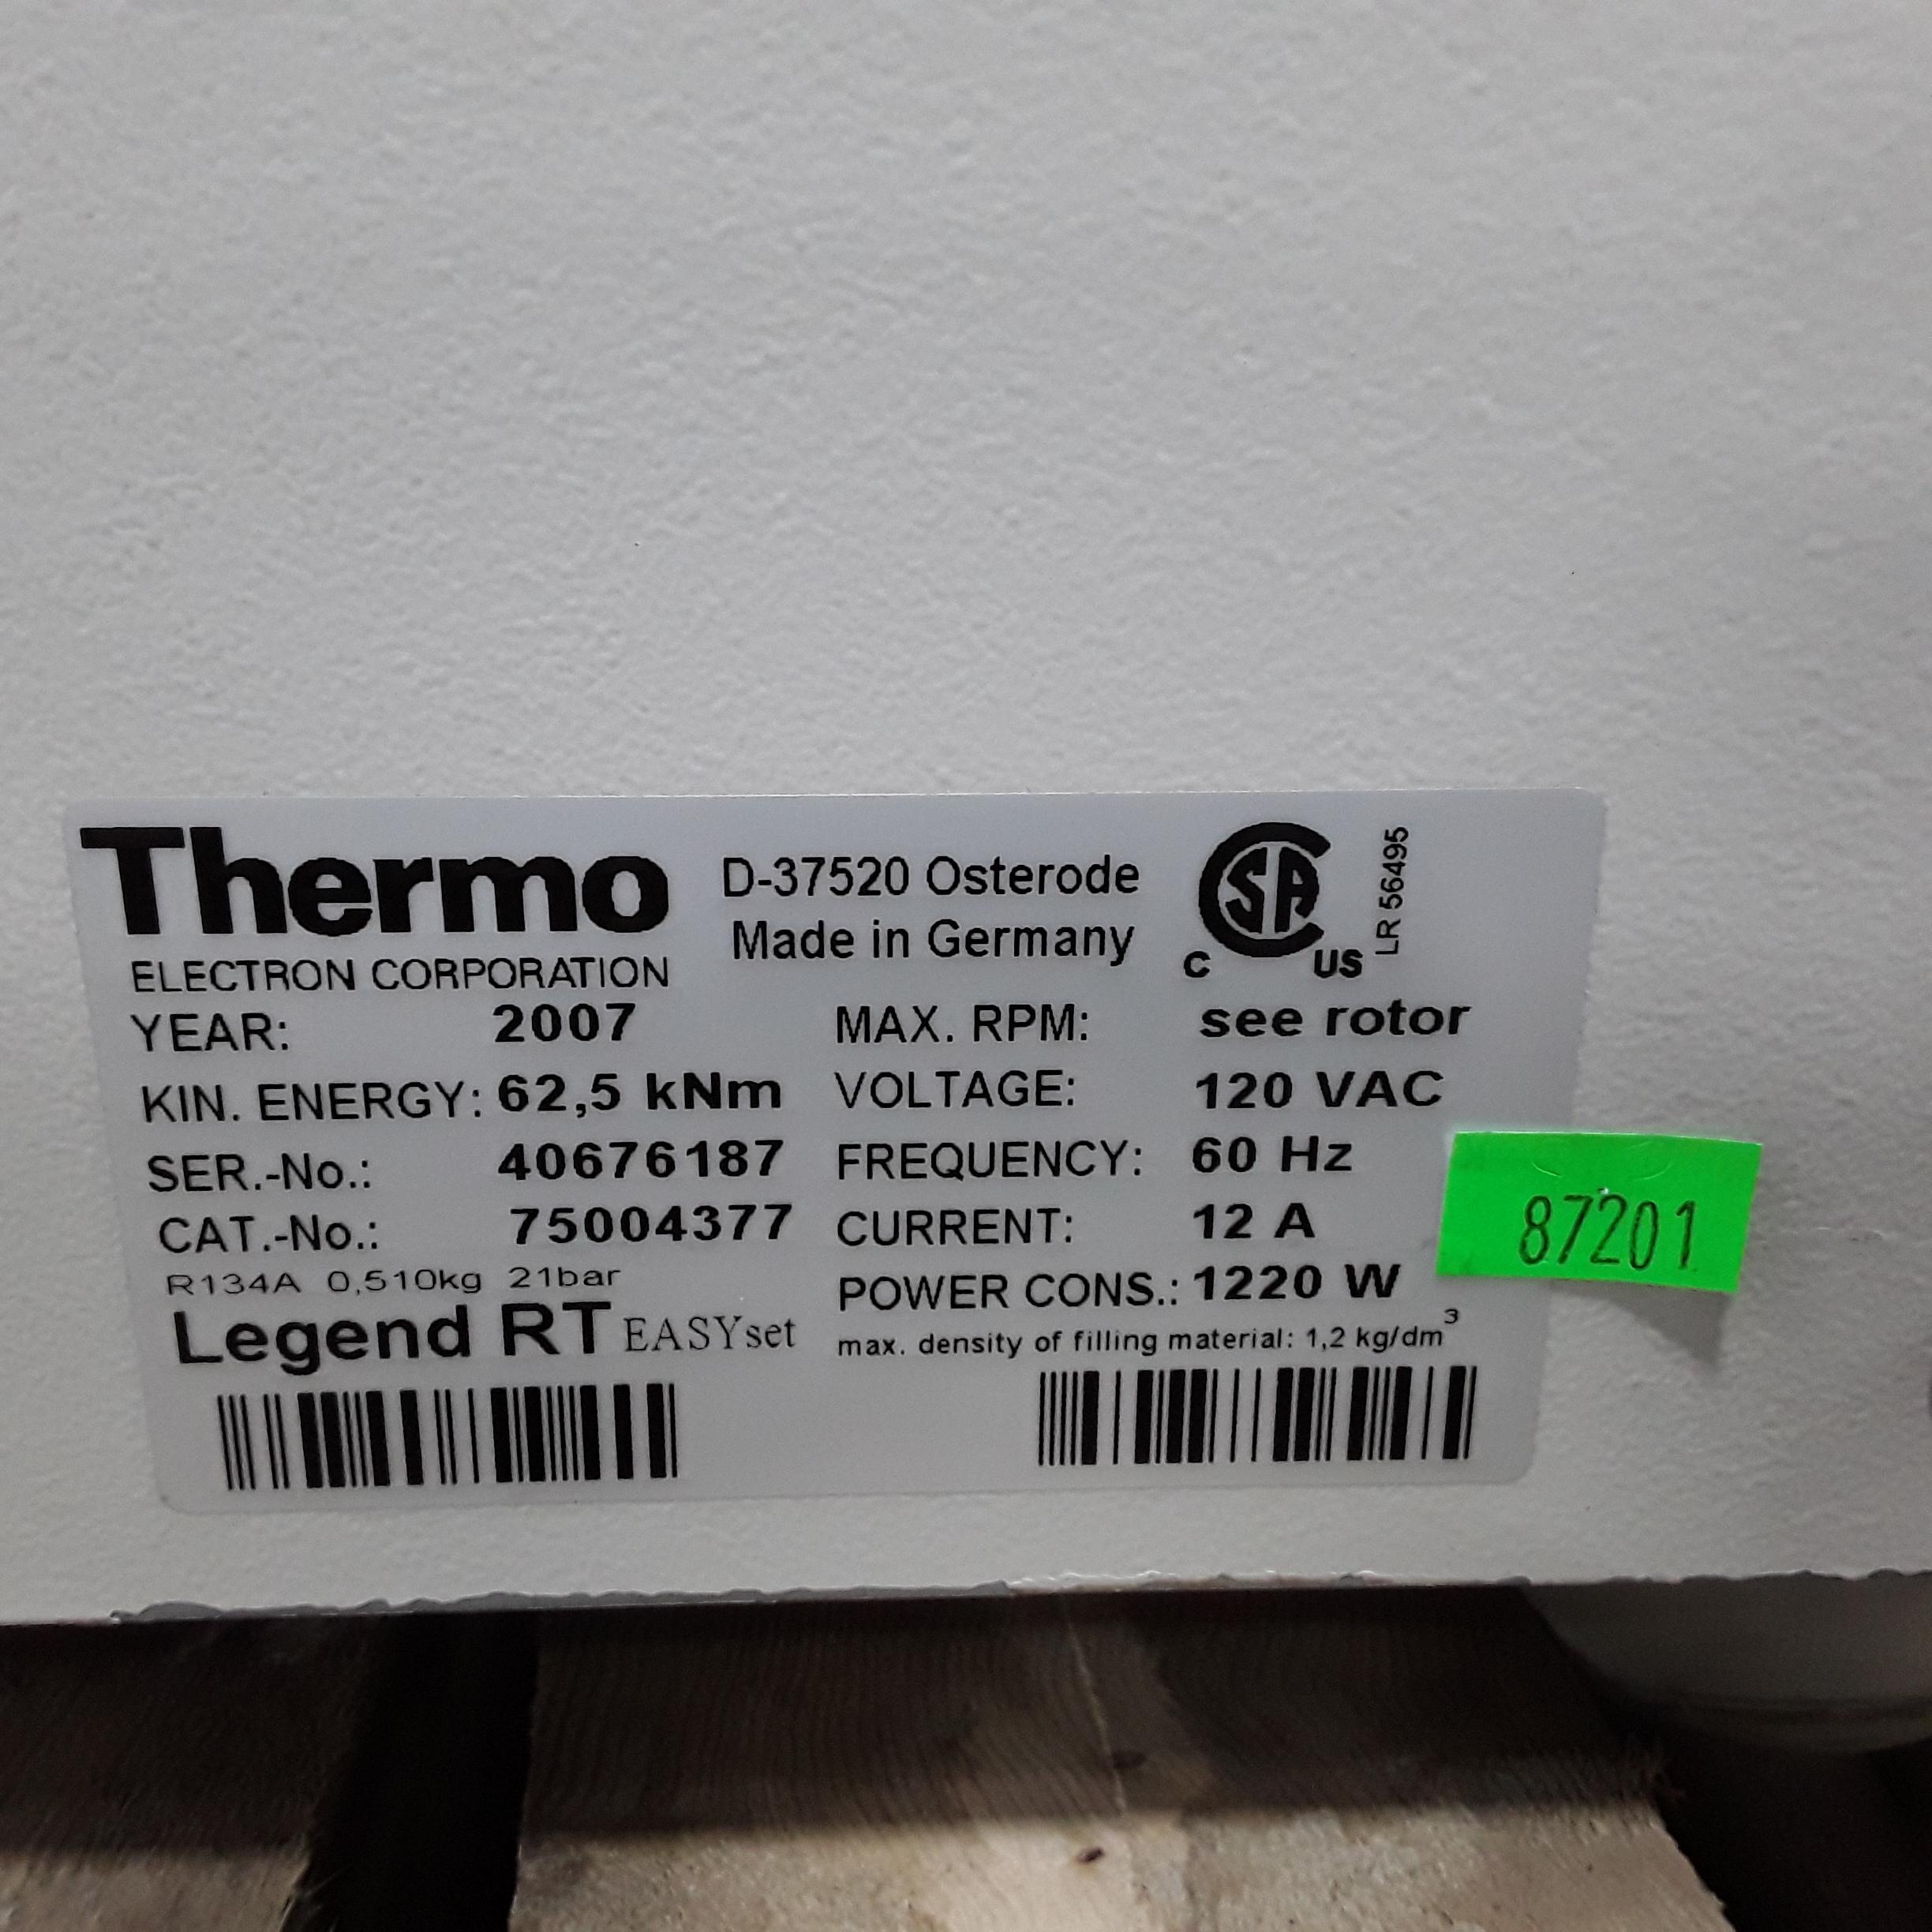 Thermo
ELECTRON CORPORATION
D-37520 Osterode
Made in Germany
SA
C US
LR 56495
YEAR: 2007
KIN. ENERGY: 62,5 kNm
SER.-No.: 40676187
CAT.-No.: 75004377
R134A 0,510kg 21bar
Legend RT EASYset
MAX. RPM: see rotor
VOLTAGE: 120 VAC
FREQUENCY: 60 Hz
CURRENT: 12 A
POWER CONS.: 1220 W
max. density of filling material: 1,2 kg/dm³
87201